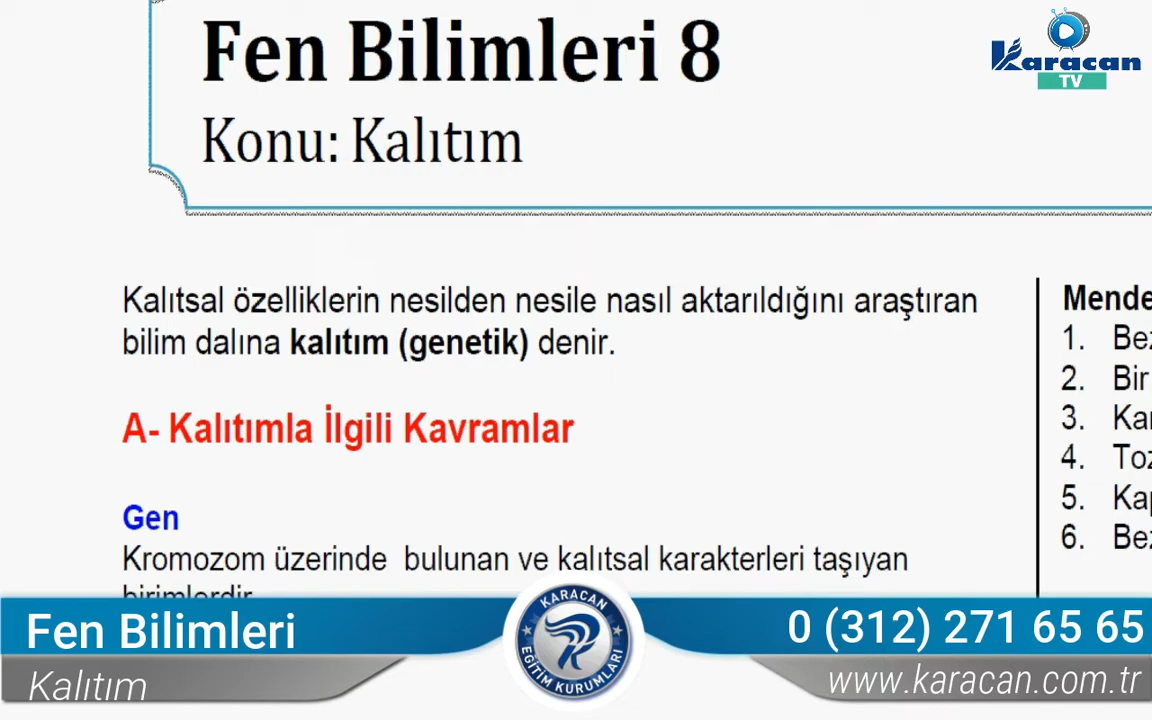 Fen Bilimleri 8
Konu: Kalıtım
Karacan
TV
Kalıtsal özelliklerin nesilden nesile nasıl aktarıldığını araştıran
bilim dalına kalıtım (genetik) denir.
A- Kalıtımla İlgili Kavramlar
Gen
Kromozom üzerinde bulunan ve kalıtsal karakterleri taşıyan
birimlerdir.
1.
2. Bir
3.
4.
5.
6.
Fen Bilimleri
Kalıtım
KARACAN
EĞİTİM KURUMLARI
0 (312) 271 65 65
www.karacan.com.tr